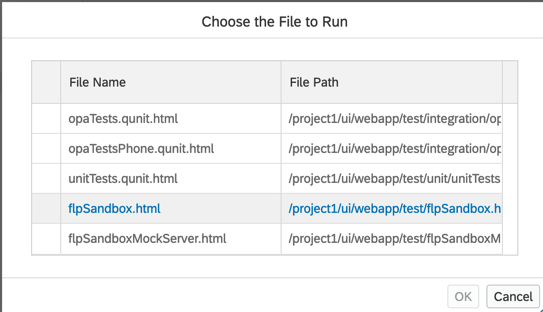 Choose the File to Run
File Name File Path
opaTests.qunit.html /project1/ui/webapp/test/integration/op
opaTestsPhone.qunit.html /project1/ui/webapp/test/integration/op
unitTests.qunit.html /project1/ui/webapp/test/unit/unitTests
flpSandbox.html /project1/ui/webapp/test/flpSandbox.h
flpSandboxMockServer.html /project1/ui/webapp/test/flpSandboxM
OK Cancel